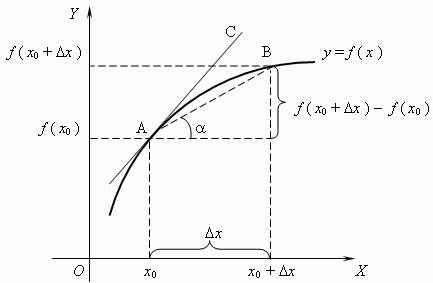 Y
C
f(x₀+Δx)
B
y=f(x)
f(x₀+Δx)−f(x₀)
f(x₀)
A
α
Δx
O
x₀
x₀+Δx
X